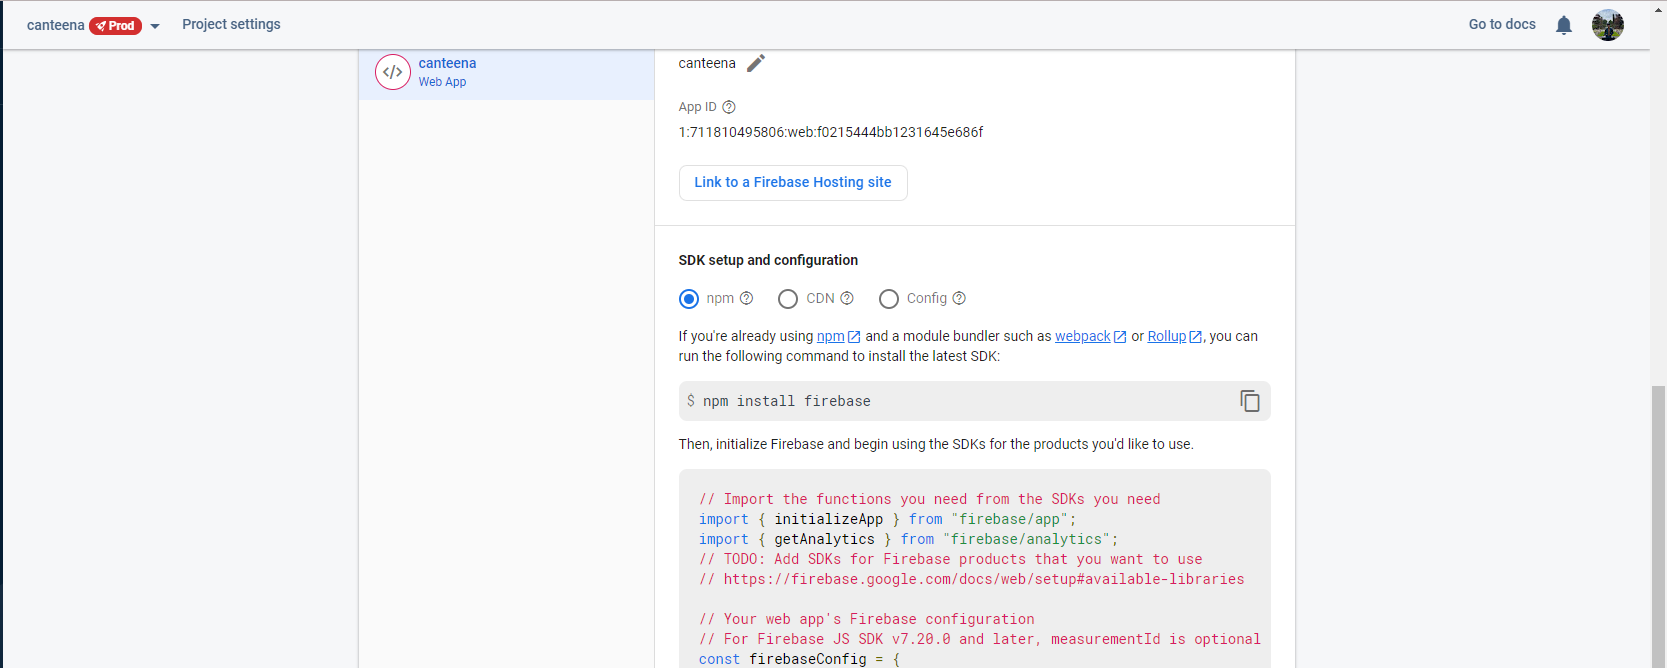 canteena Prod Project settings Go to docs
canteena
Web App
canteena
App ID
1:711810495806:web:f0215444bb1231645e686f
Link to a Firebase Hosting site
SDK setup and configuration
npm CDN Config
If you're already using npm and a module bundler such as webpack or Rollup, you can
run the following command to install the latest SDK:
$ npm install firebase
Then, initialize Firebase and begin using the SDKs for the products you'd like to use.
// Import the functions you need from the SDKs you need
import { initializeApp } from "firebase/app";
import { getAnalytics } from "firebase/analytics";
// TODO: Add SDKs for Firebase products that you want to use
// https://firebase.google.com/docs/web/setup#available-libraries
// Your web app's Firebase configuration
// For Firebase JS SDK v7.20.0 and later, measurementId is optional
const firebaseConfig = {